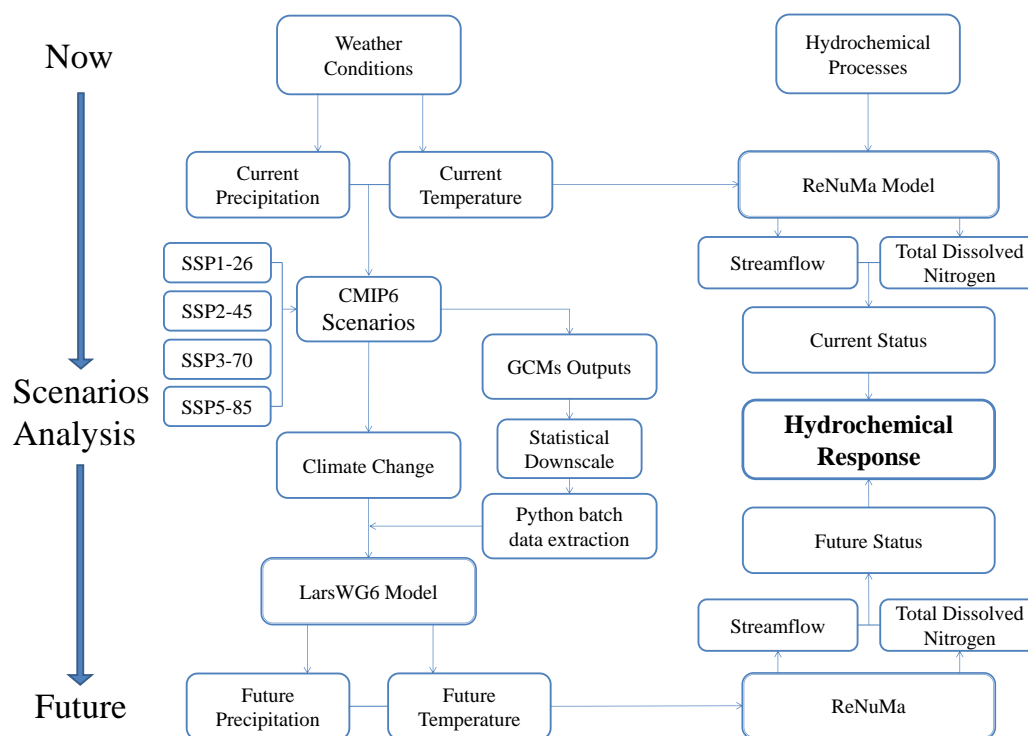 Now
Weather
Conditions
Hydrochemical
Processes
Current
Precipitation
Current
Temperature
ReNuMa Model
SSP1-26
SSP2-45
SSP3-70
SSP5-85
CMIP6
Scenarios
Streamflow
Total Dissolved
Nitrogen
GCMs Outputs
Current Status
Scenarios
Analysis
Statistical
Downscale
Hydrochemical
Response
Climate Change
Python batch
data extraction
Future Status
LarsWG6 Model
Streamflow
Total Dissolved
Nitrogen
Future
Future
Precipitation
Future
Temperature
ReNuMa